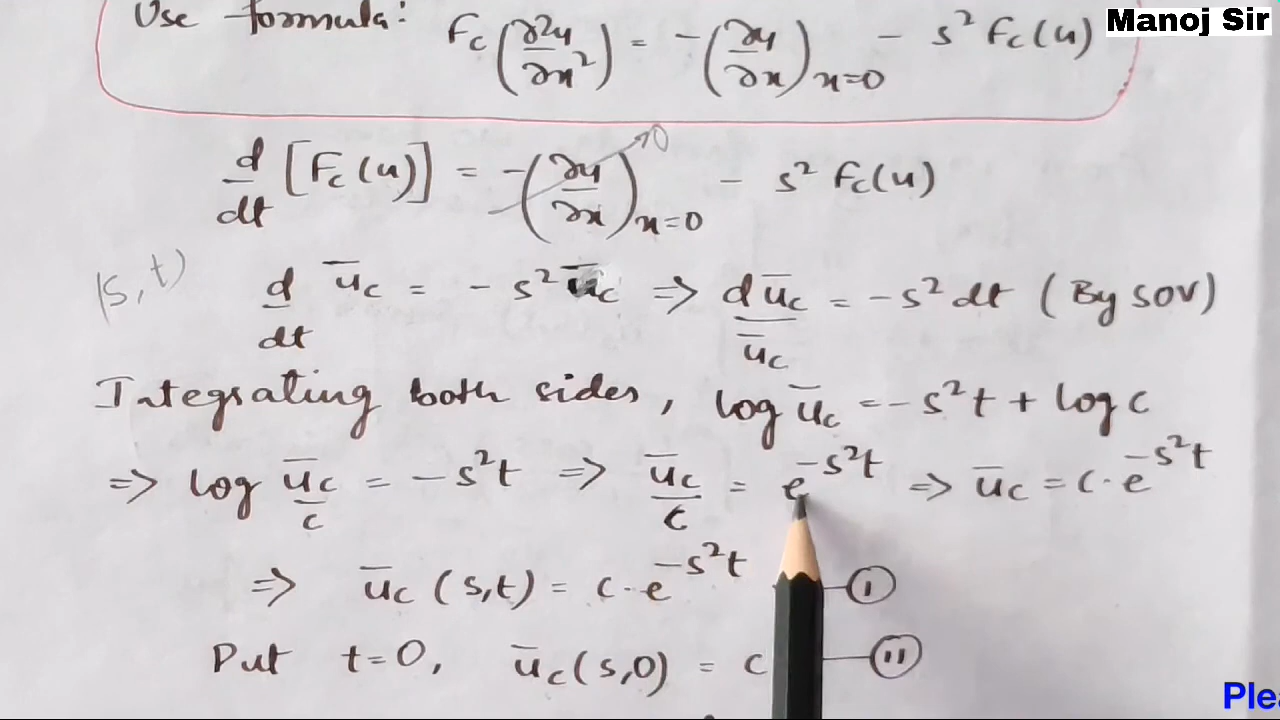 Manoj Sir
Use formula: Fc(∂²u/∂x²) = -(∂u/∂x)x=0 - s² Fc(u)
d/dt [Fc(u)] = -(∂u/∂x)x=0 → 0 - s² Fc(u)
(s,t) d/dt ūc = - s² ūc ⇒ dūc/ūc = -s² dt (By SOV)
Integrating both sides, log ūc = -s²t + log c
⇒ log ūc/c = -s²t ⇒ ūc/c = e^-s²t ⇒ ūc = c·e^-s²t
⇒ ūc (s,t) = c·e^-s²t — I
Put t=0, ūc(s,0) = c — II
Plea